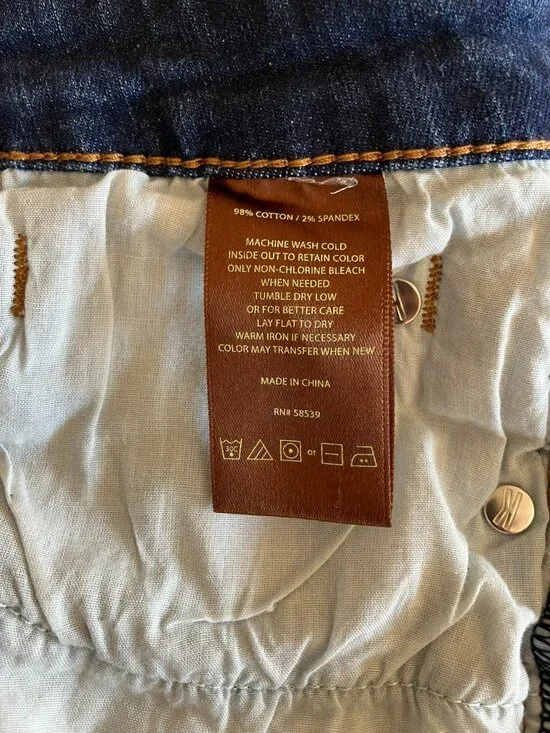 98% COTTON / 2% SPANDEX
MACHINE WASH COLD
INSIDE OUT TO RETAIN COLOR
ONLY NON-CHLORINE BLEACH
WHEN NEEDED
TUMBLE DRY LOW
OR FOR BETTER CARE
LAY FLAT TO DRY
WARM IRON IF NECESSARY
COLOR MAY TRANSFER WHEN NEW
MADE IN CHINA
RN# 58539
30°C or